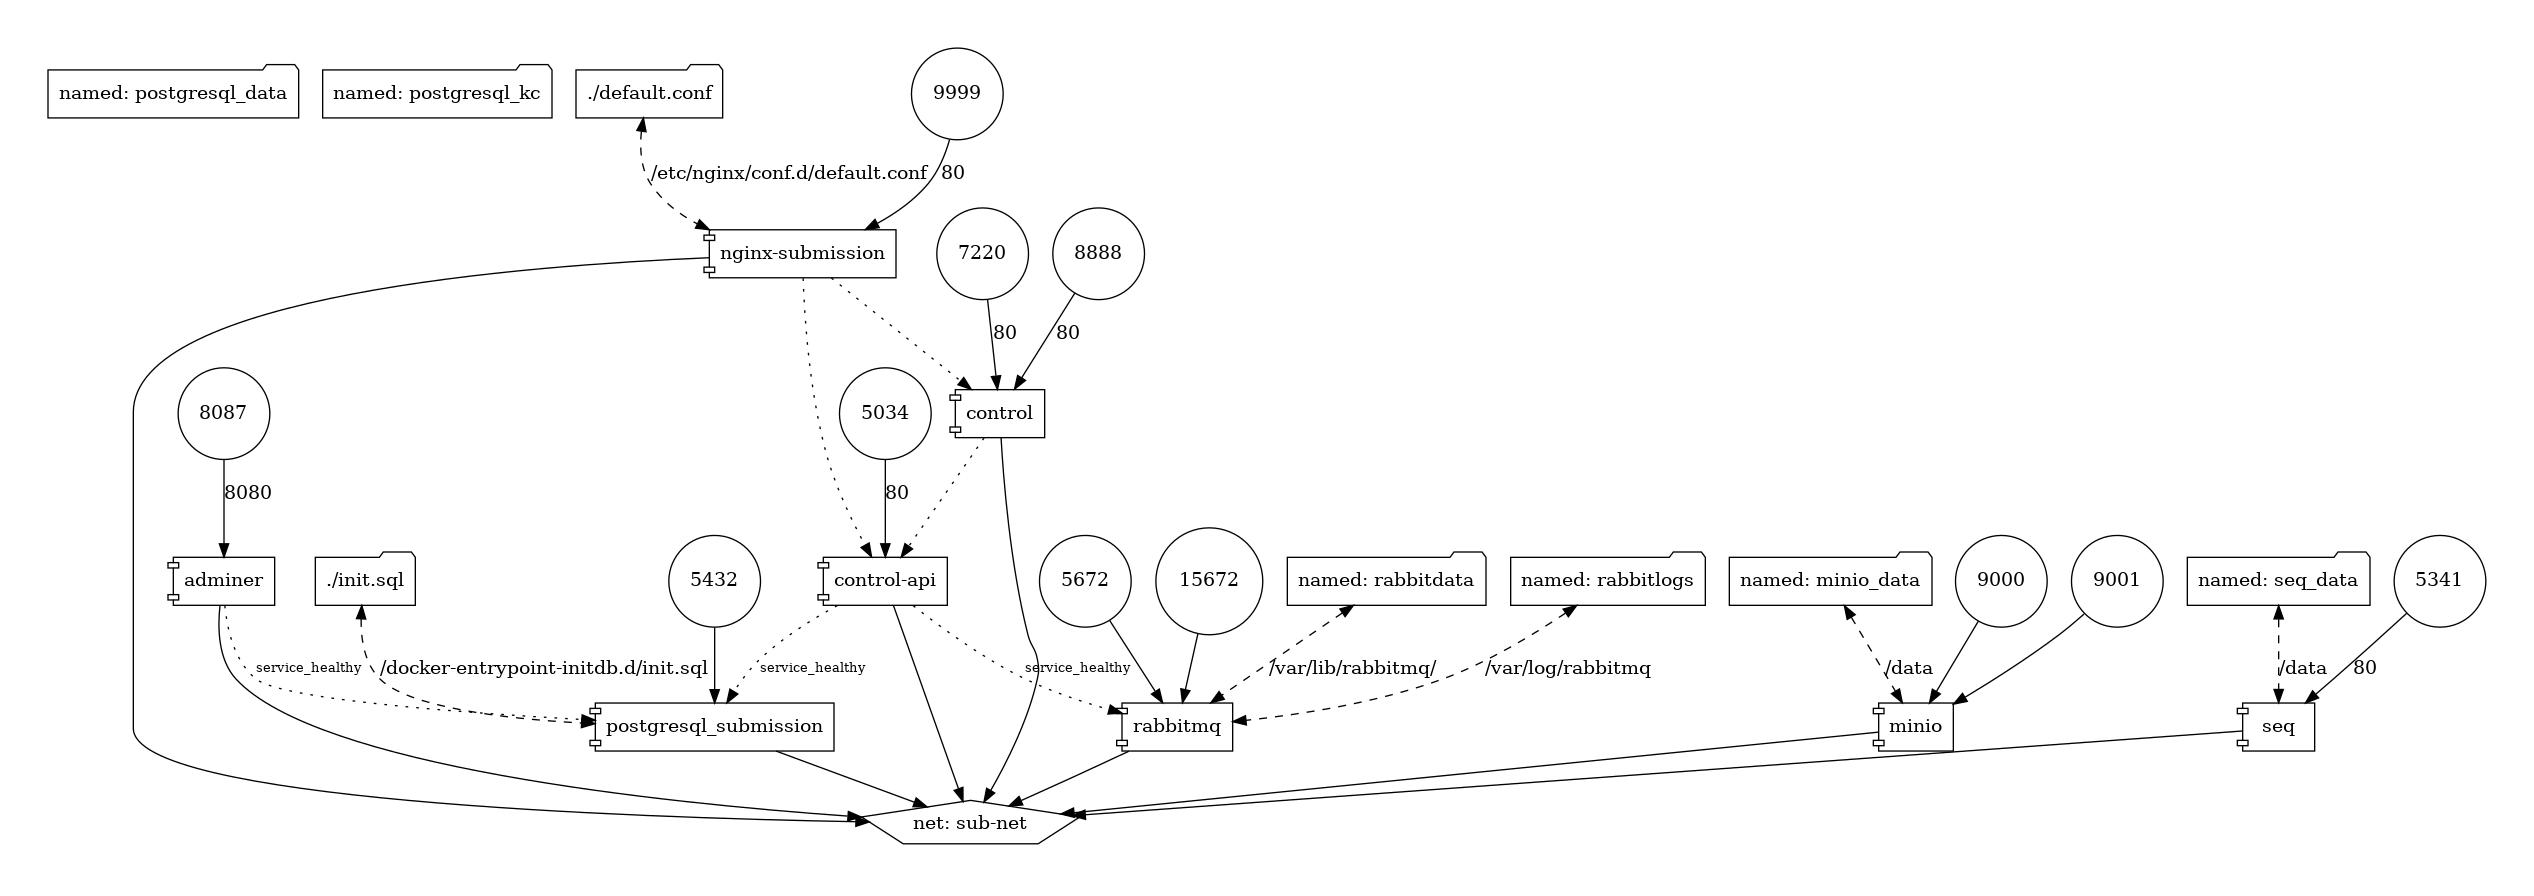 named: postgresql_data
named: postgresql_kc
./default.conf
9999
/etc/nginx/conf.d/default.conf
80
nginx-submission
7220
8888
80
80
8087
5034
control
8080
80
adminer
./init.sql
5432
control-api
5672
15672
named: rabbitdata
named: rabbitlogs
named: minio_data
9000
9001
named: seq_data
5341
service_healthy
/docker-entrypoint-initdb.d/init.sql
service_healthy
service_healthy
/var/lib/rabbitmq/
/var/log/rabbitmq
/data
/data
80
postgresql_submission
rabbitmq
minio
seq
net: sub-net